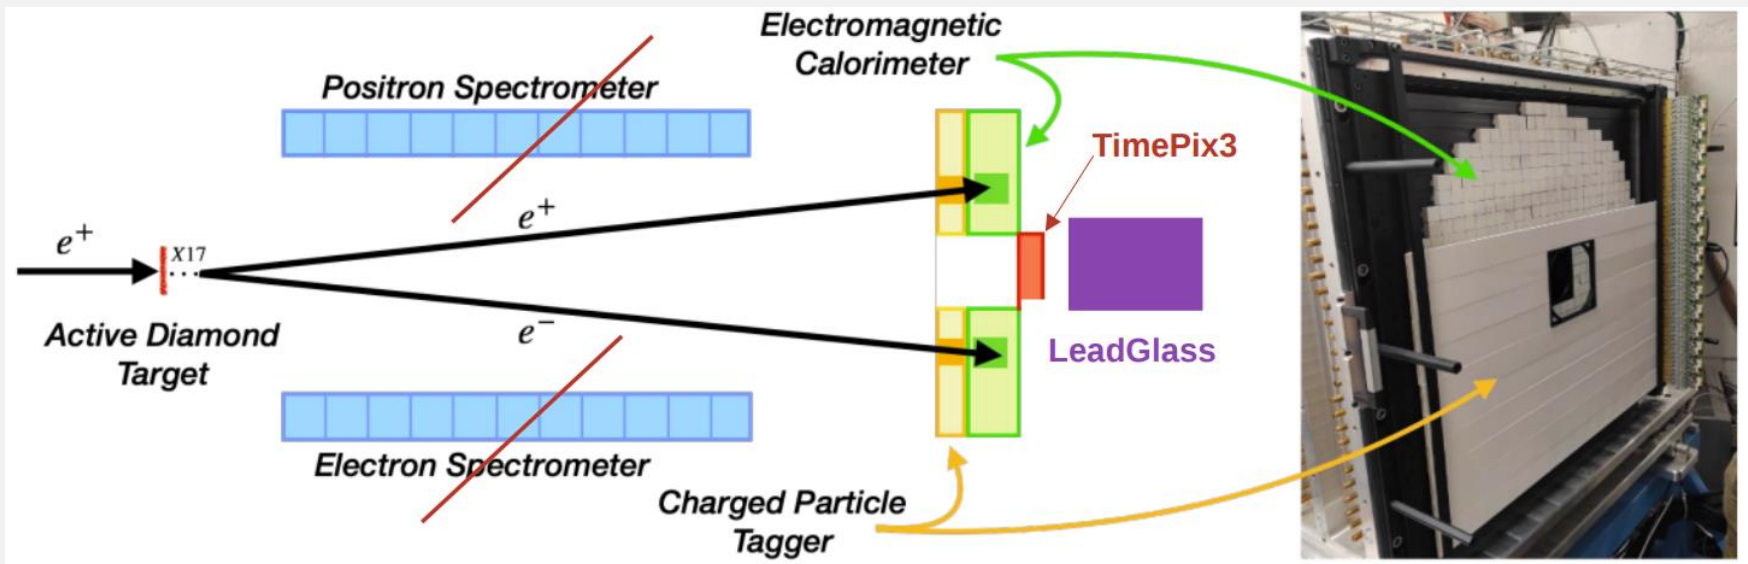 Electromagnetic
Calorimeter
Positron Spectrometer
TimePix3
e⁺
e⁺
X17
e⁻
Active Diamond
Target
LeadGlass
Electron Spectrometer
Charged Particle
Tagger